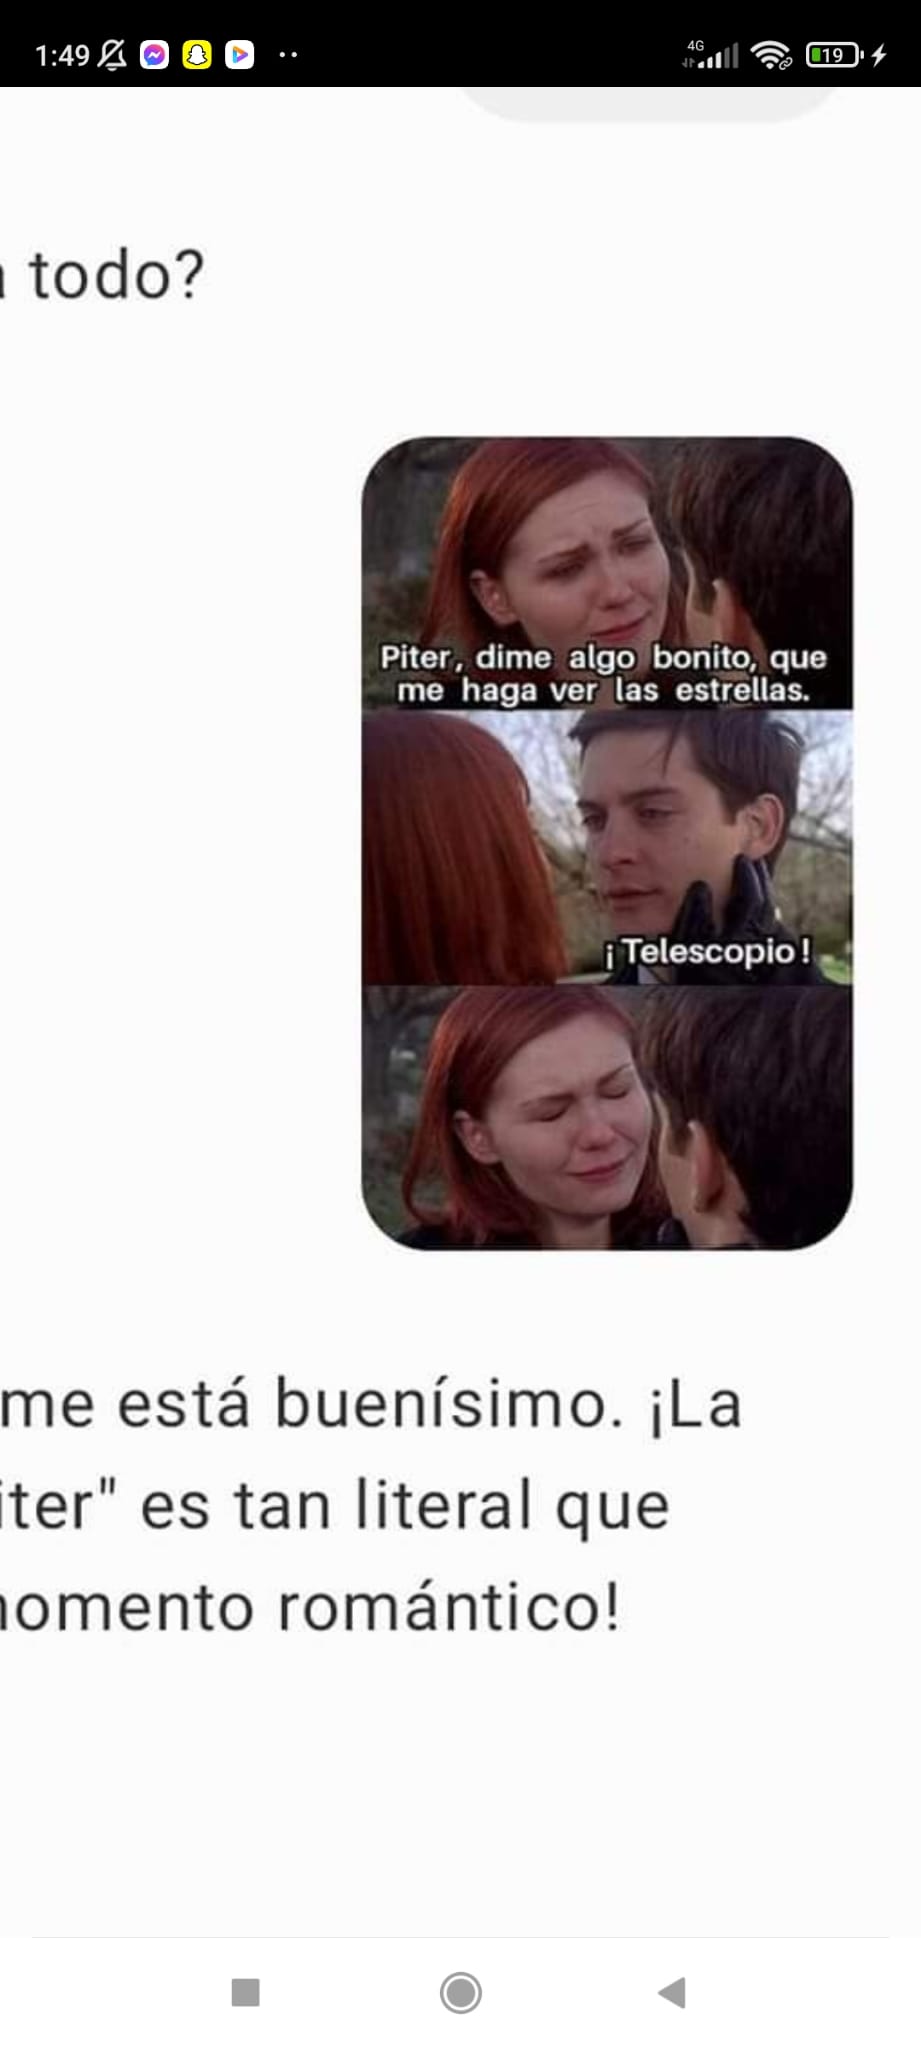 1:49
4G
19
todo?
Piter, dime algo bonito, que
me haga ver las estrellas.
¡Telescopio!
me está buenísimo. ¡La
iter" es tan literal que
omento romántico!